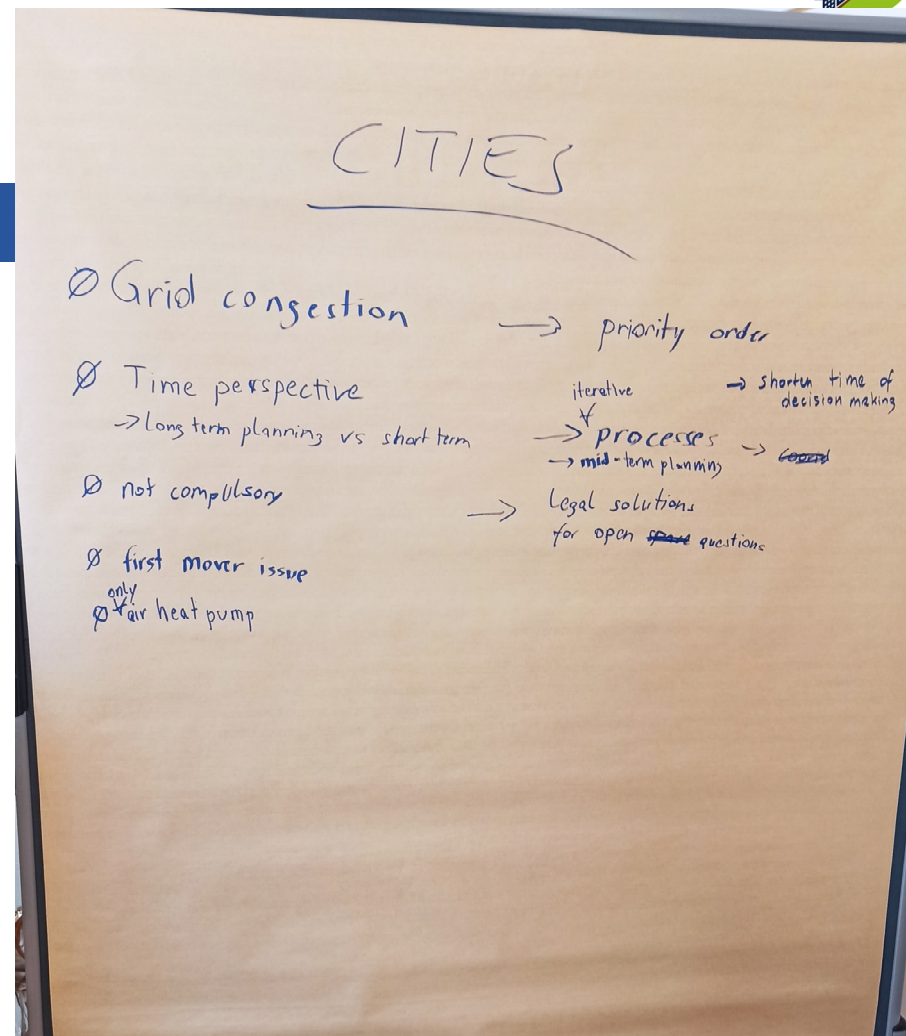 CITIES
Ø Grid congestion → priority order
Ø Time perspective
→ long term planning vs short term
iterative
→ processes →
→ shorten time of
decision making
→ mid-term planning
Ø not compulsory → legal solutions
for open questions
Ø first mover issue
only
Ø air heat pump